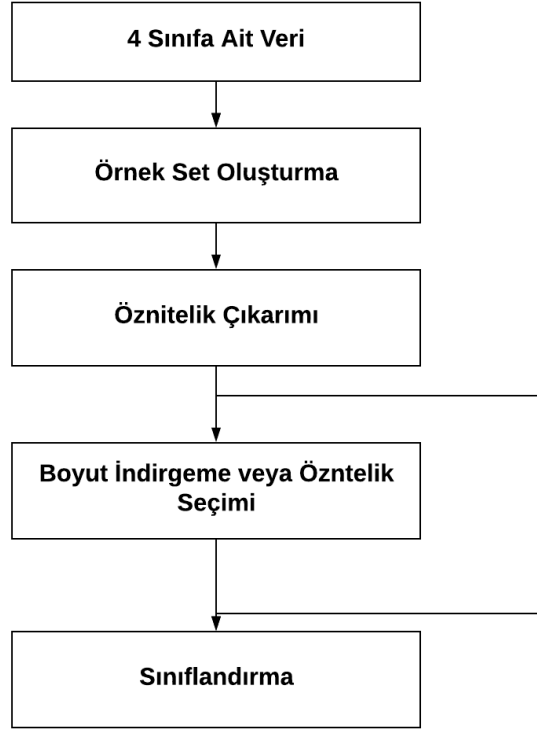 4 Sınıfa Ait Veri
Örnek Set Oluşturma
Öznitelik Çıkarımı
Boyut İndirgeme veya Özntelik
Seçimi
Sınıflandırma